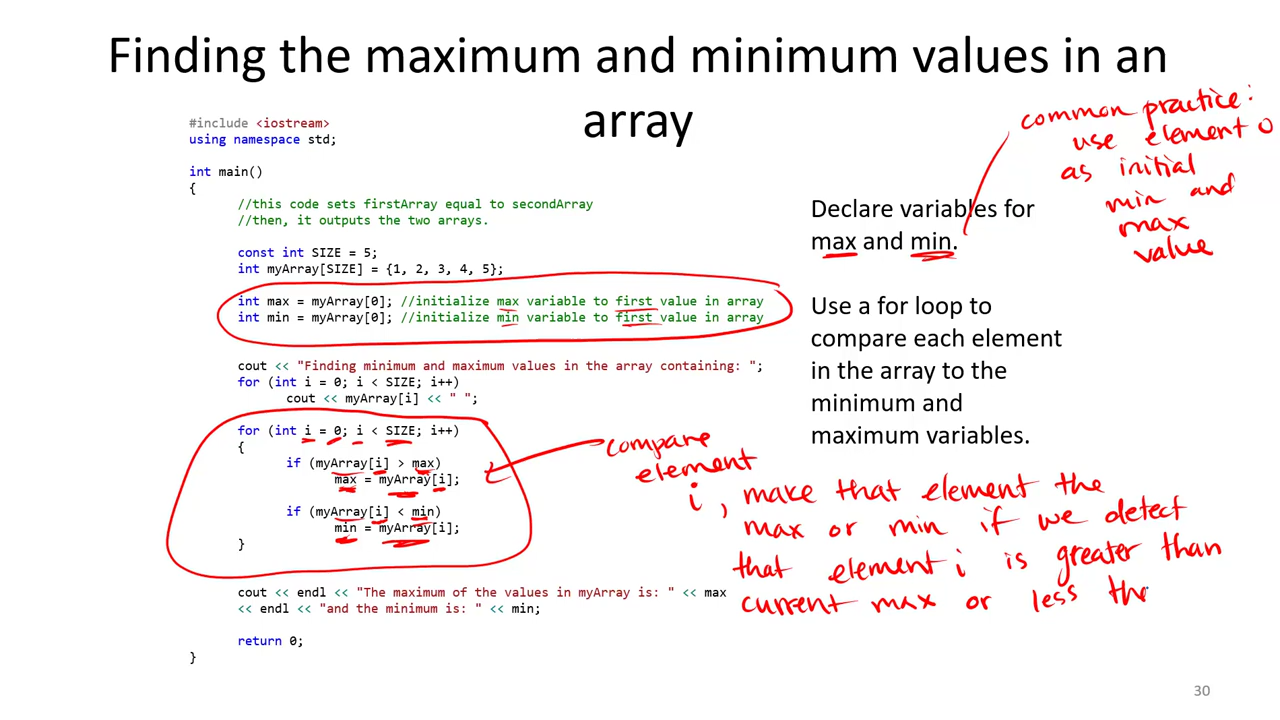 Finding the maximum and minimum values in an
array
#include <iostream>
using namespace std;
int main()
{
//this code sets firstArray equal to secondArray
//then, it outputs the two arrays.
const int SIZE = 5;
int myArray[SIZE] = {1, 2, 3, 4, 5};
int max = myArray[0]; //initialize max variable to first value in array
int min = myArray[0]; //initialize min variable to first value in array
cout << "Finding minimum and maximum values in the array containing: ";
for (int i = 0; i < SIZE; i++)
cout << myArray[i] << " ";
for (int i = 0; i < SIZE; i++)
{
if (myArray[i] > max)
max = myArray[i];
if (myArray[i] < min)
min = myArray[i];
}
cout << endl << "The maximum of the values in myArray is: " << max
<< endl << "and the minimum is: " << min;
return 0;
}
common practice:
use element 0
as initial
min and
max
value
Declare variables for
max and min.
Use a for loop to
compare each element
in the array to the
minimum and
maximum variables.
compare
element
i, make that element the
max or min if we detect
that element i is greater than
current max or less the
30